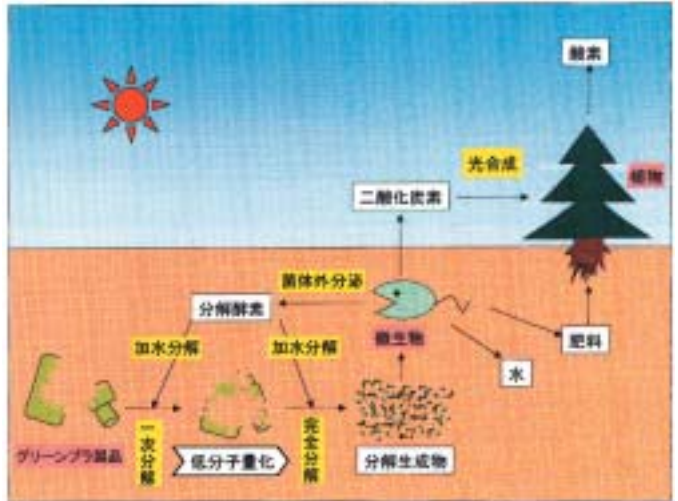 酸素
光合成
植物
二酸化炭素
菌体外分泌
分解酵素
加水分解
加水分解
微生物
肥料
水
グリーンプラ製品
一次分解
低分子量化
完全分解
分解生成物